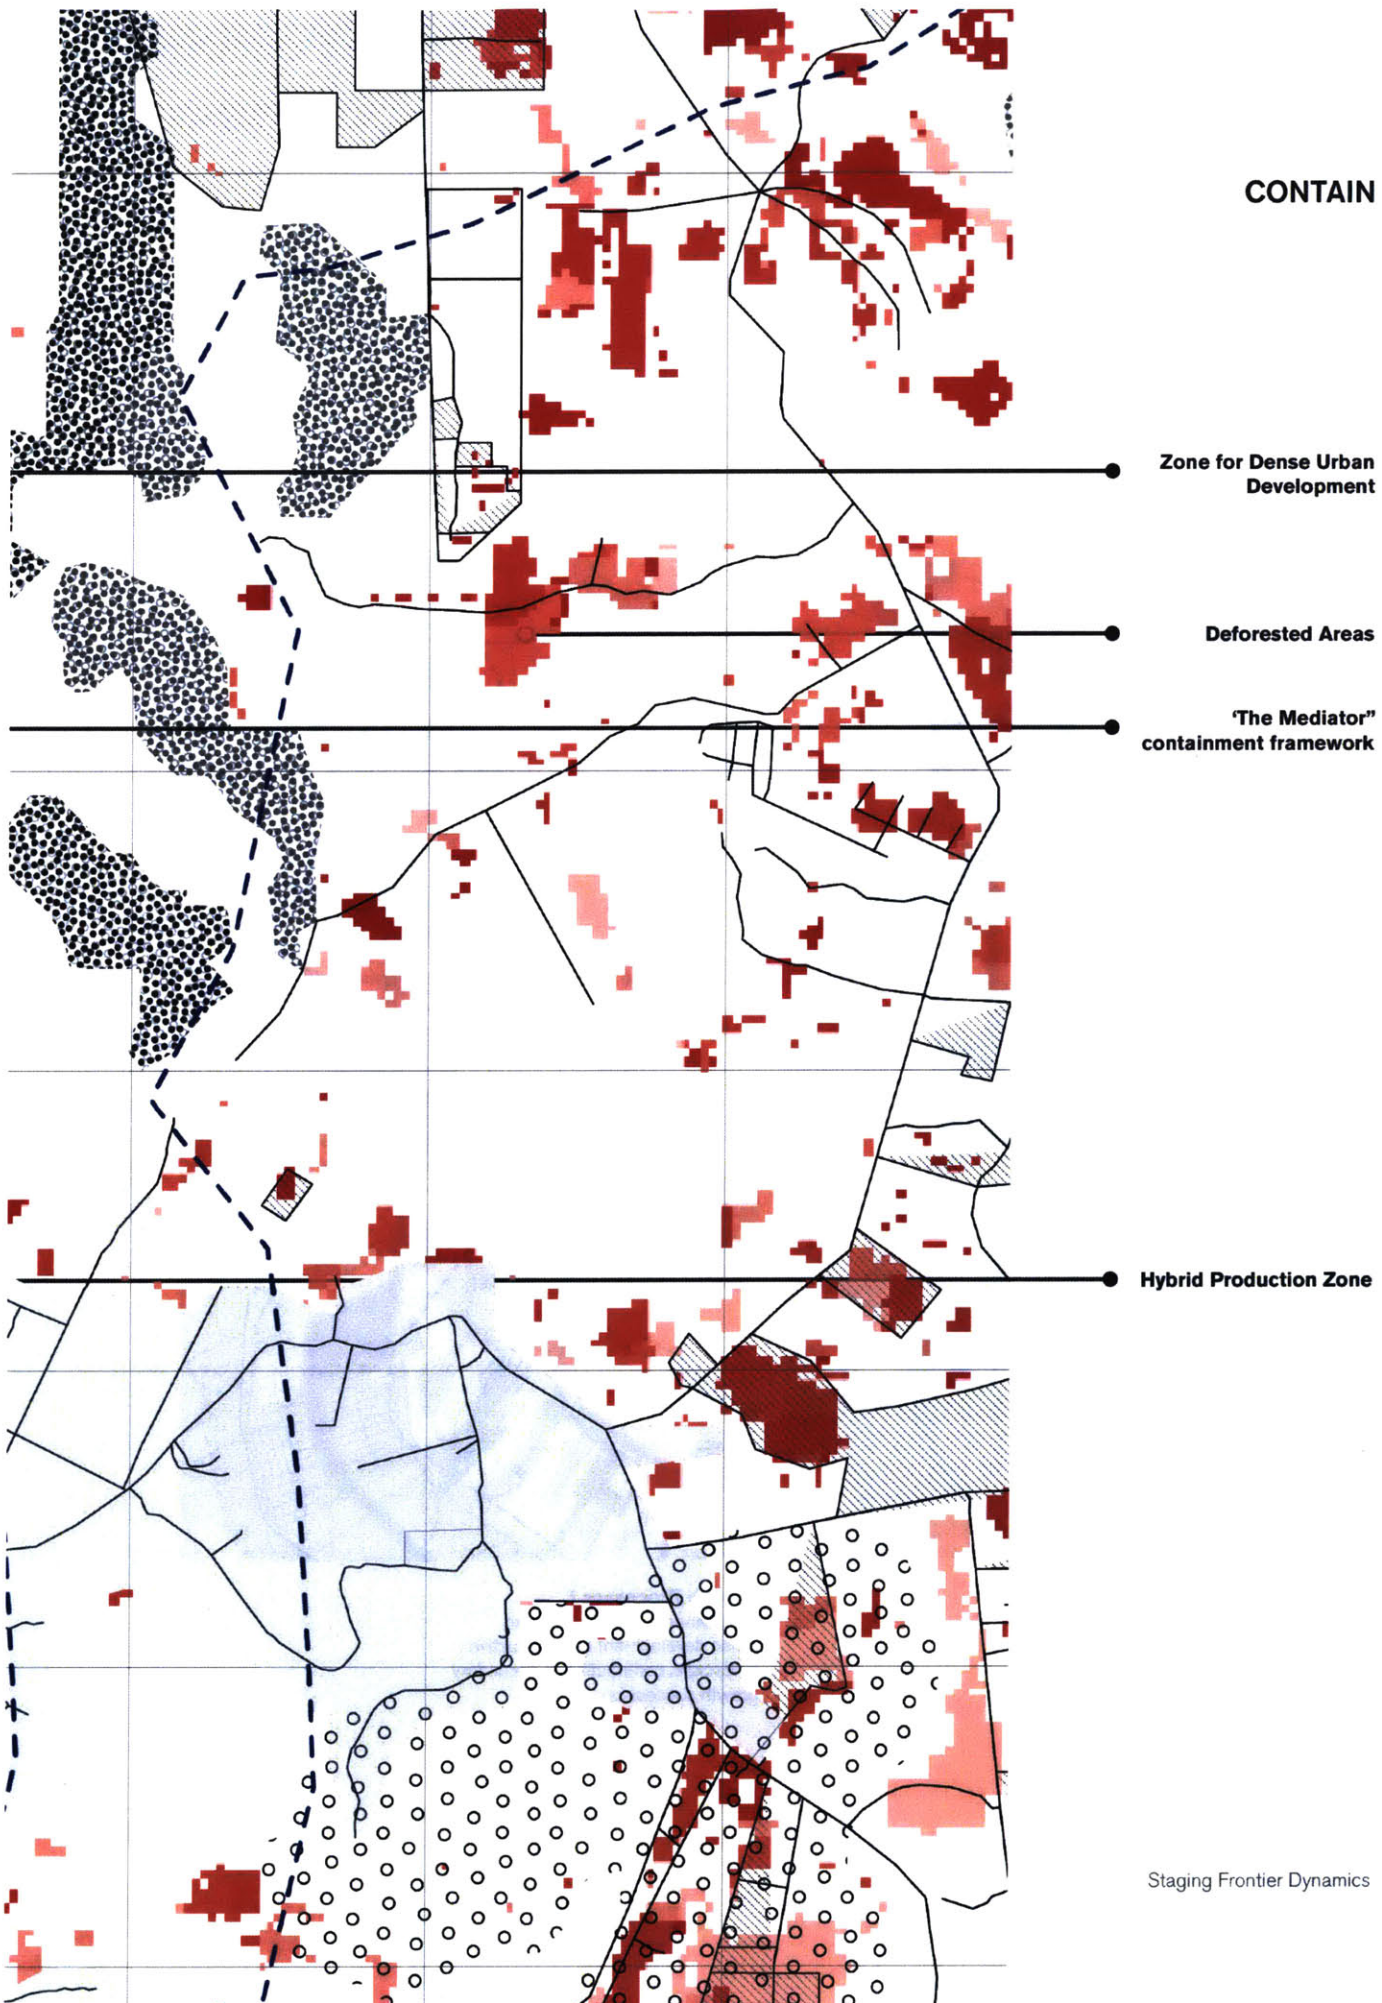 CONTAIN
Zone for Dense Urban
Development
Deforested Areas
‘The Mediator”
containment framework
Hybrid Production Zone
Staging Frontier Dynamics